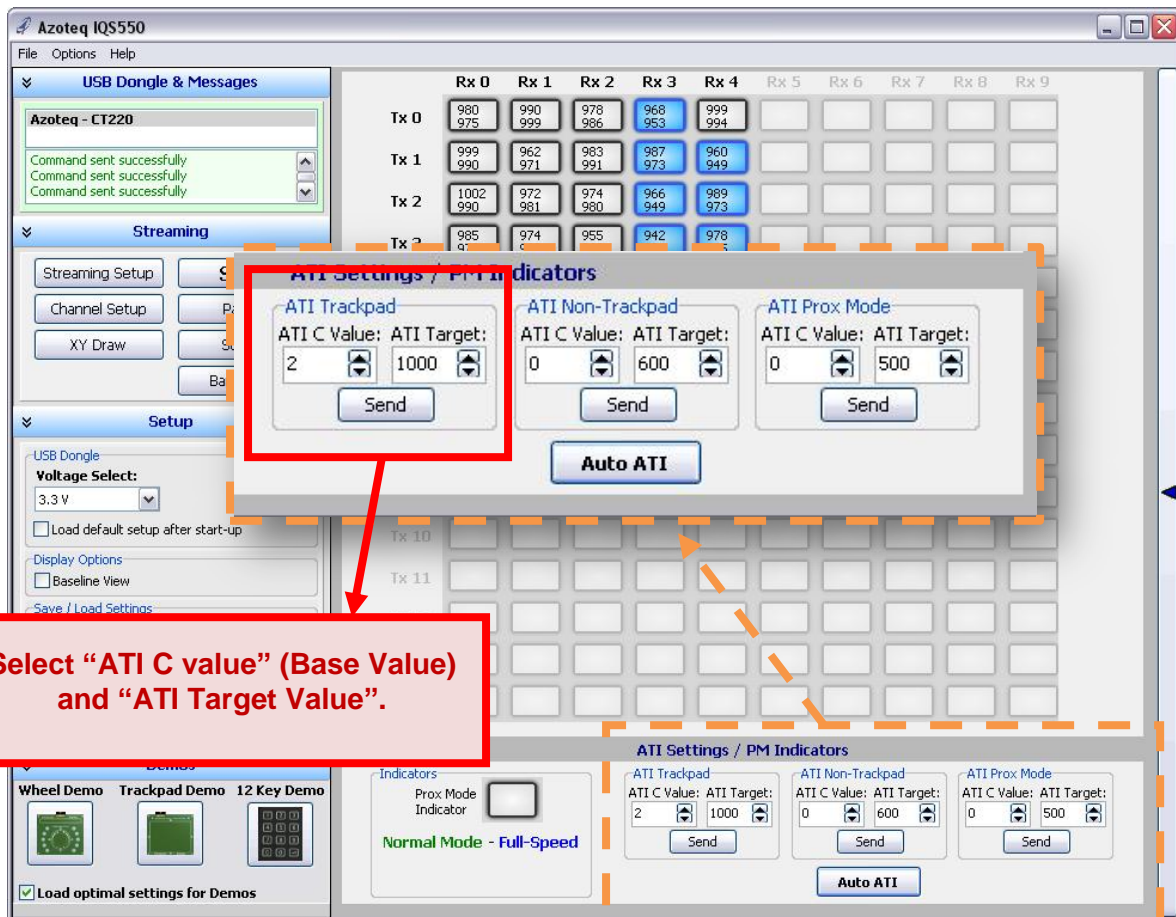 Azoteq IQS550
File Options Help
USB Dongle & Messages
Azoteq - CT220
Command sent successfully
Command sent successfully
Command sent successfully
Streaming
Streaming Setup
Channel Setup
XY Draw
Setup
USB Dongle
Voltage Select:
3.3 V
Load default setup after start-up
Display Options
Baseline View
Save / Load Settings
Rx 0 Rx 1 Rx 2 Rx 3 Rx 4 Rx 5 Rx 6 Rx 7 Rx 8 Rx 9
Tx 0 980 990 978 968 999
975 999 986 953 994
Tx 1 999 962 983 987 960
990 971 991 973 949
Tx 2 1002 972 974 966 989
990 981 980 949 973
985 974 955 942 978
ATI Settings / PM Indicators
ATI Trackpad ATI Non-Trackpad ATI Prox Mode
ATI C Value: ATI Target: ATI C Value: ATI Target: ATI C Value: ATI Target:
2 1000 0 600 0 500
Send Send Send
Auto ATI
Tx 10
Tx 11
Select “ATI C value” (Base Value)
and “ATI Target Value”.
Demos
Wheel Demo Trackpad Demo 12 Key Demo
Load optimal settings for Demos
Indicators
Prox Mode
Indicator
Normal Mode - Full-Speed
ATI Settings / PM Indicators
ATI Trackpad ATI Non-Trackpad ATI Prox Mode
ATI C Value: ATI Target: ATI C Value: ATI Target: ATI C Value: ATI Target:
2 1000 0 600 0 500
Send Send Send
Auto ATI